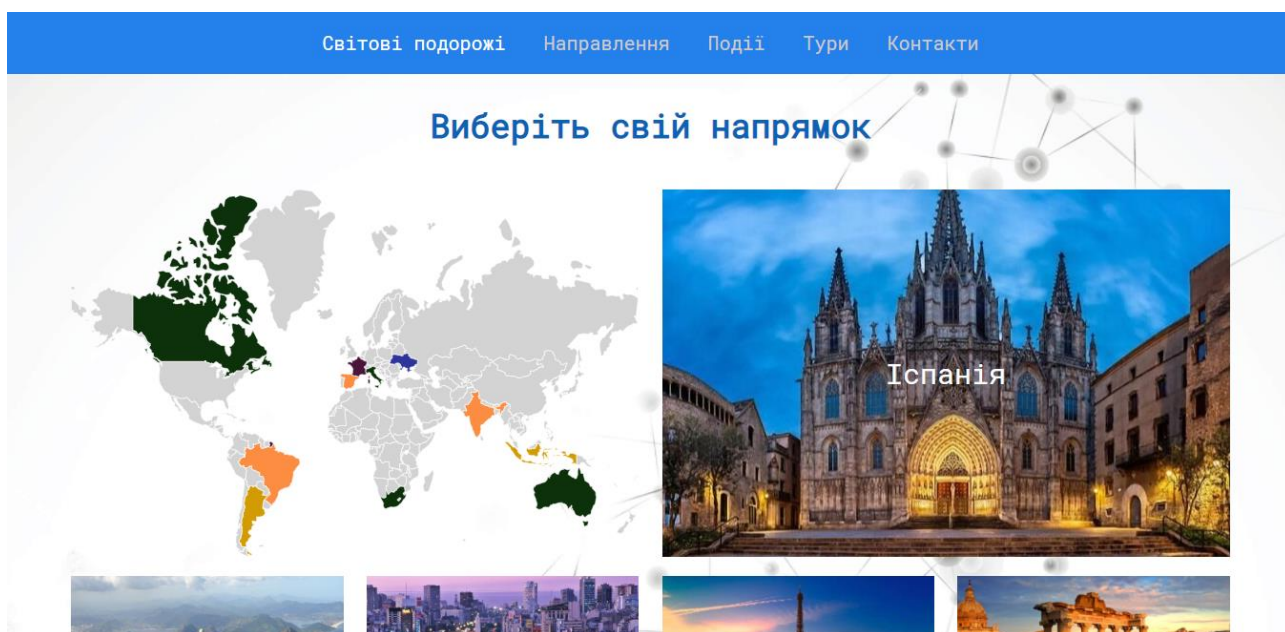 Світові подорожі Направлення Події Тури Контакти
Виберіть свій напрямок
Іспанія